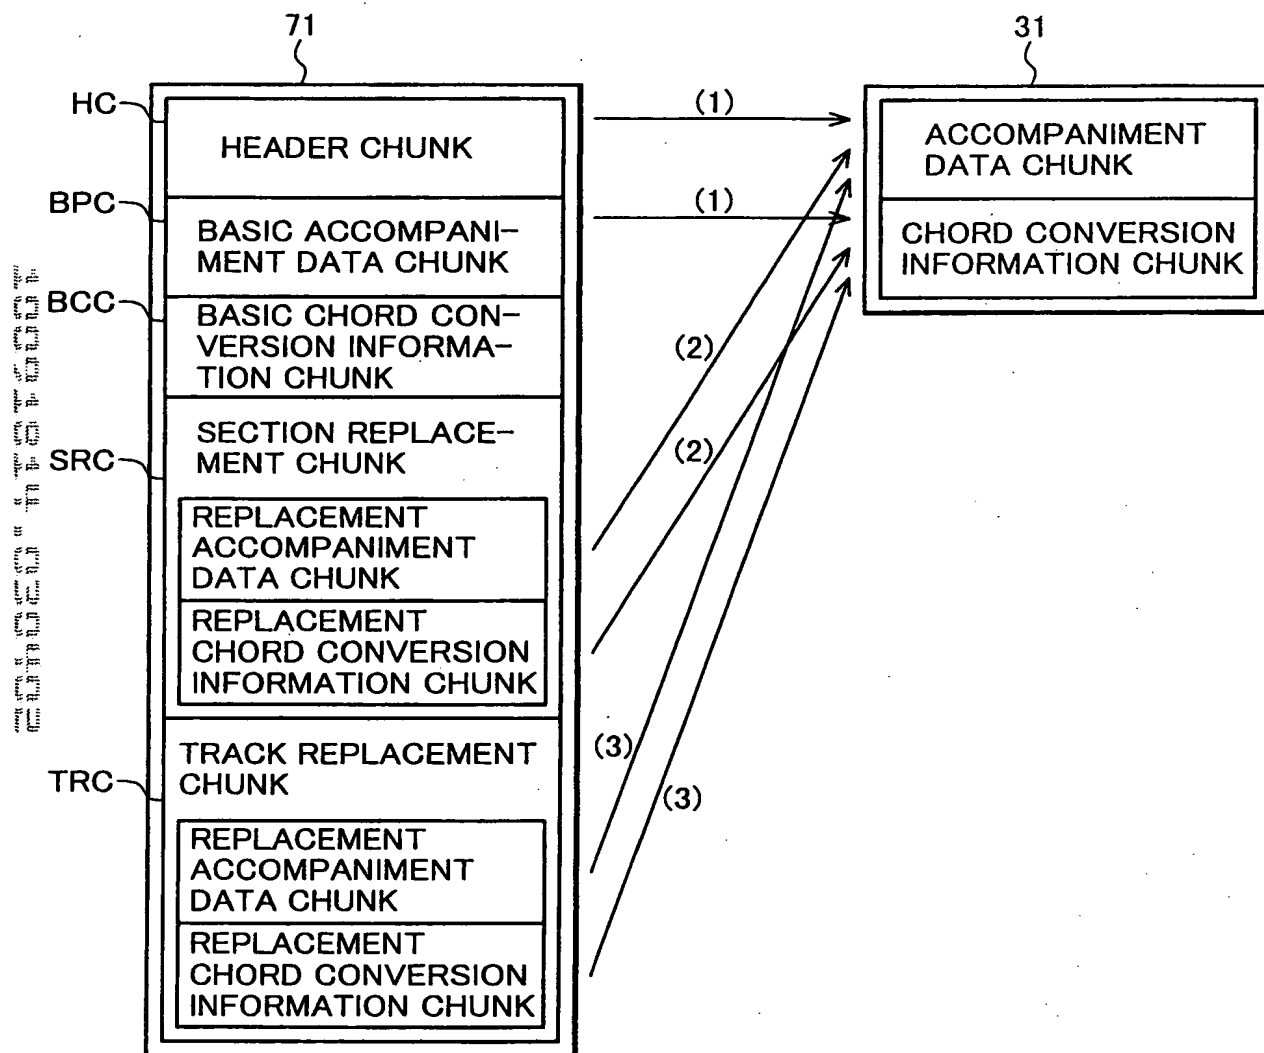 71
31
HC
HEADER CHUNK
(1)
ACCOMPANIMENT
DATA CHUNK
BPC
BASIC ACCOMPANI-
MENT DATA CHUNK
(1)
CHORD CONVERSION
INFORMATION CHUNK
BCC
BASIC CHORD CON-
VERSION INFORMA-
TION CHUNK
(2)
SRC
SECTION REPLACE-
MENT CHUNK
(2)
REPLACEMENT
ACCOMPANIMENT
DATA CHUNK
REPLACEMENT
CHORD CONVERSION
INFORMATION CHUNK
TRC
TRACK REPLACEMENT
CHUNK
(3)
(3)
REPLACEMENT
ACCOMPANIMENT
DATA CHUNK
REPLACEMENT
CHORD CONVERSION
INFORMATION CHUNK